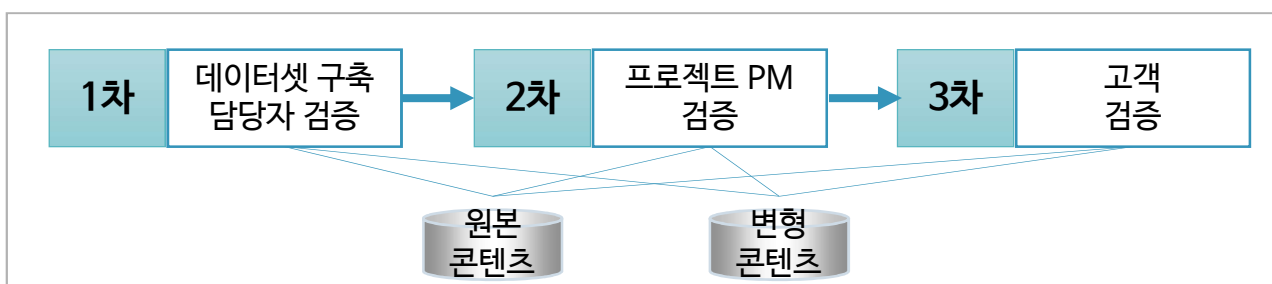 1차
데이터셋 구축
담당자 검증
2차
프로젝트 PM
검증
3차
고객
검증
원본
콘텐츠
변형
콘텐츠